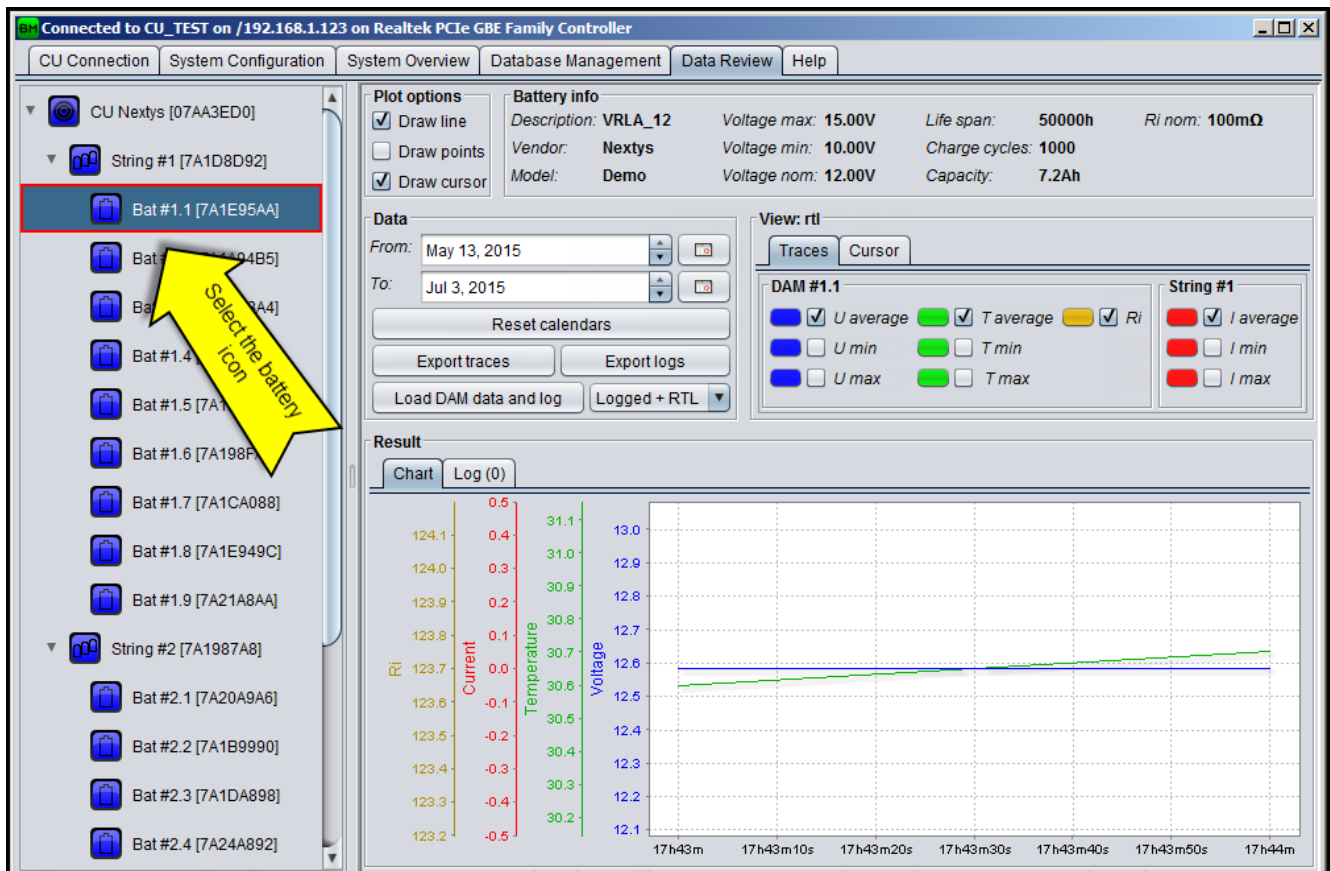 BM Connected to CU_TEST on /192.168.1.123 on Realtek PCIe GBE Family Controller
CU Connection System Configuration System Overview Database Management Data Review Help
CU Nextys [07AA3ED0]
String #1 [7A1D8D92]
Bat #1.1 [7A1E95AA]
Bat
94B5]
A4]
Bat #1.4
Bat #1.5 [7A1
Bat #1.6 [7A198F
Bat #1.7 [7A1CA088]
Bat #1.8 [7A1E949C]
Bat #1.9 [7A21A8AA]
String #2 [7A1987A8]
Bat #2.1 [7A20A9A6]
Bat #2.2 [7A1B9990]
Bat #2.3 [7A1DA898]
Bat #2.4 [7A24A892]
Select the battery
icon
Plot options
Draw line
Draw points
Draw cursor
Battery info
Description: VRLA_12 Voltage max: 15.00V Life span: 50000h Ri nom: 100mΩ
Vendor: Nextys Voltage min: 10.00V Charge cycles: 1000
Model: Demo Voltage nom: 12.00V Capacity: 7.2Ah
Data
From: May 13, 2015
To: Jul 3, 2015
Reset calendars
Export traces Export logs
Load DAM data and log Logged + RTL
View: rtl
Traces Cursor
DAM #1.1
U average T average Ri
U min T min
U max T max
String #1
I average
I min
I max
Result
Chart Log (0)
Ri
124.1
124.0
123.9
123.8
123.7
123.6
123.5
123.4
123.3
123.2
Current
0.5
0.4
0.3
0.2
0.1
0.0
-0.1
-0.2
-0.3
-0.4
-0.5
Temperature
31.1
31.0
30.9
30.8
30.7
30.6
30.5
30.4
30.3
30.2
Voltage
13.0
12.9
12.8
12.7
12.6
12.5
12.4
12.3
12.2
12.1
17h43m 17h43m10s 17h43m20s 17h43m30s 17h43m40s 17h43m50s 17h44m